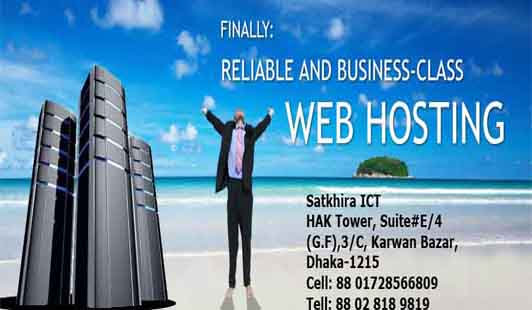 FINALLY:
RELIABLE AND BUSINESS-CLASS
WEB HOSTING
Satkhira ICT
HAK Tower, Suite#E/4
(G.F),3/C, Karwan Bazar,
Dhaka-1215
Cell: 88 01728566809
Tell: 88 02 818 9819